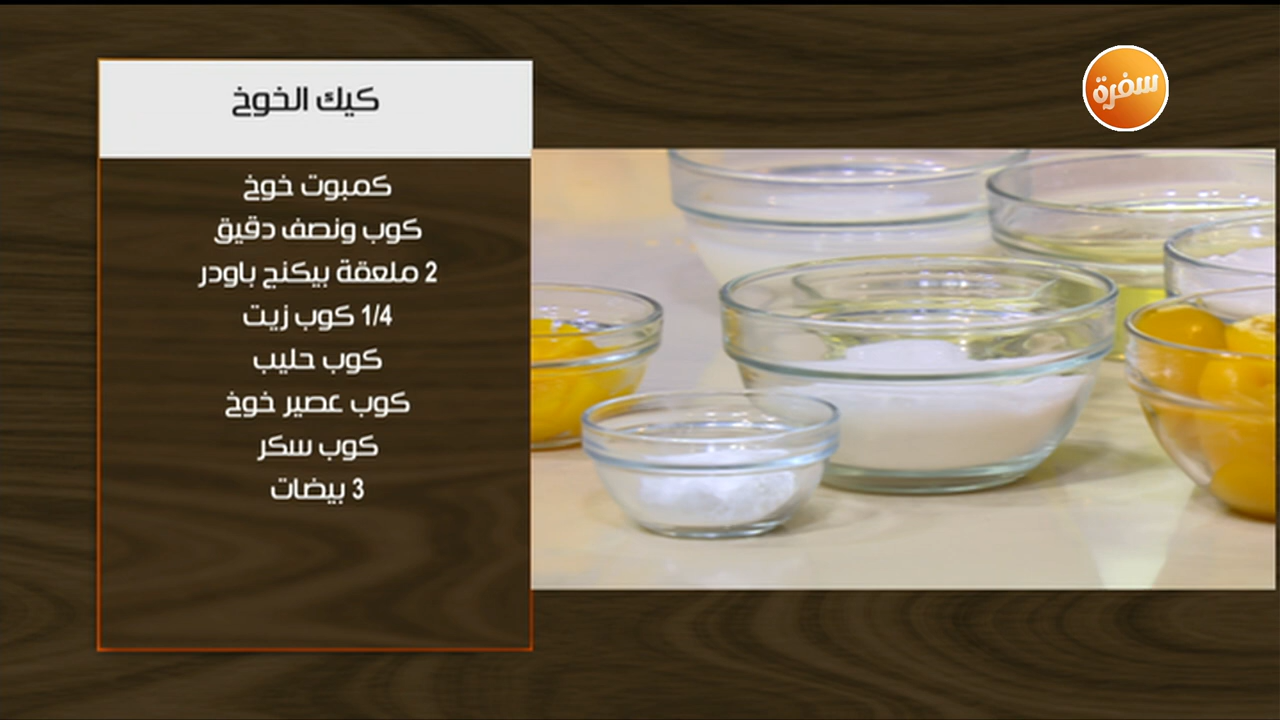 سفرة
كيك الخوخ
كمبوت خوخ
كوب ونصف دقيق
2 ملعقة بيكنج باودر
1/4 كوب زيت
كوب حليب
كوب عصير خوخ
كوب سكر
3 بيضات